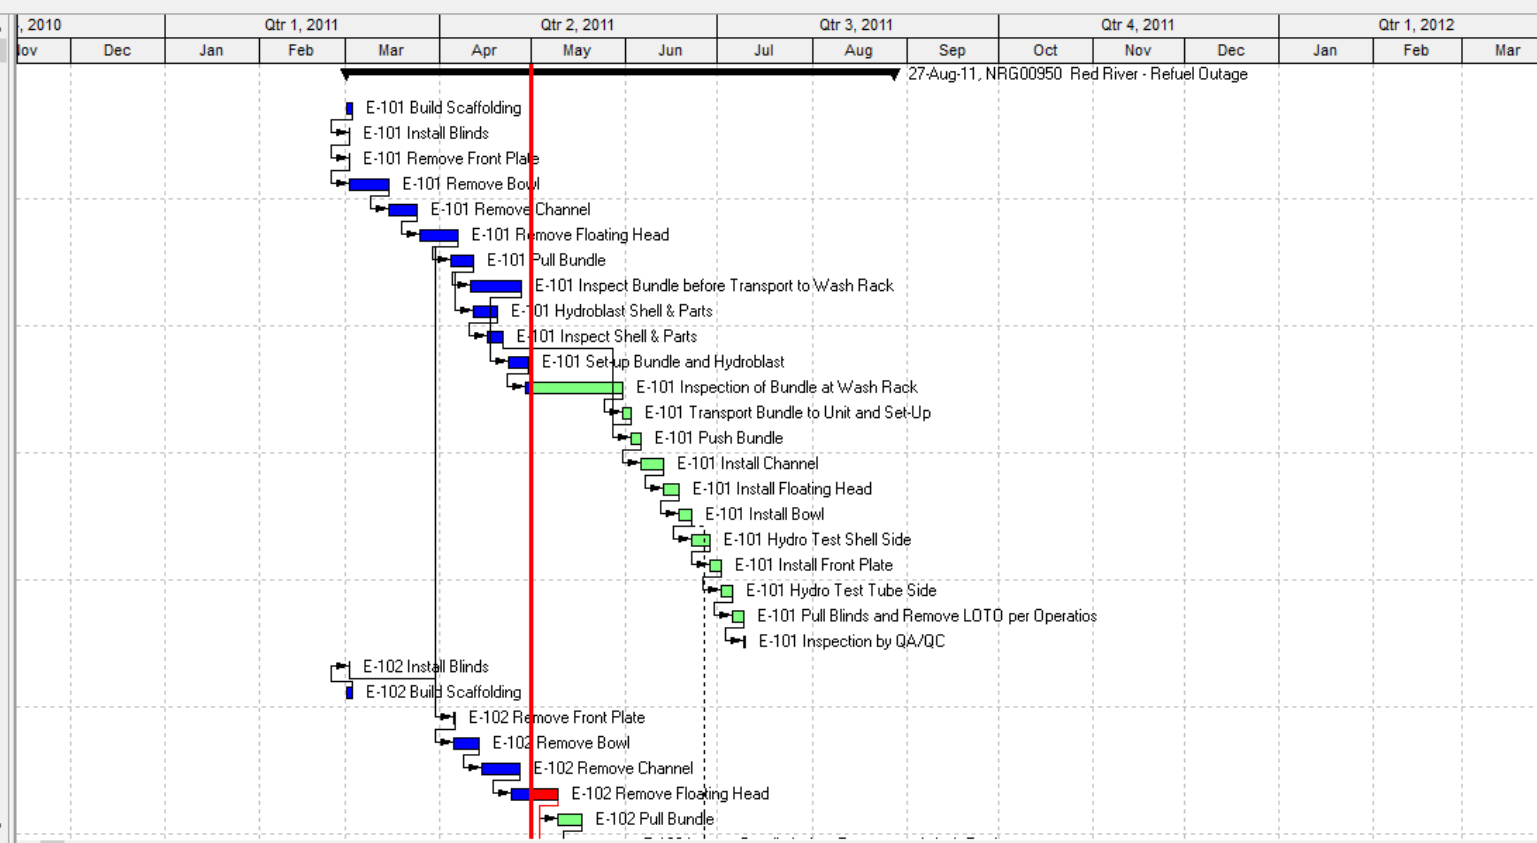 , 2010 Qtr 1, 2011 Qtr 2, 2011 Qtr 3, 2011 Qtr 4, 2011 Qtr 1, 2012
ov Dec Jan Feb Mar Apr May Jun Jul Aug Sep Oct Nov Dec Jan Feb Mar
27-Aug-11, NRG00950 Red River - Refuel Outage
E-101 Build Scaffolding
E-101 Install Blinds
E-101 Remove Front Plate
E-101 Remove Bowl
E-101 Remove Channel
E-101 Remove Floating Head
E-101 Pull Bundle
E-101 Inspect Bundle before Transport to Wash Rack
E-101 Hydroblast Shell & Parts
E-101 Inspect Shell & Parts
E-101 Set-up Bundle and Hydroblast
E-101 Inspection of Bundle at Wash Rack
E-101 Transport Bundle to Unit and Set-Up
E-101 Push Bundle
E-101 Install Channel
E-101 Install Floating Head
E-101 Install Bowl
E-101 Hydro Test Shell Side
E-101 Install Front Plate
E-101 Hydro Test Tube Side
E-101 Pull Blinds and Remove LOTO per Operatios
E-101 Inspection by QA/QC
E-102 Install Blinds
E-102 Build Scaffolding
E-102 Remove Front Plate
E-102 Remove Bowl
E-102 Remove Channel
E-102 Remove Floating Head
E-102 Pull Bundle